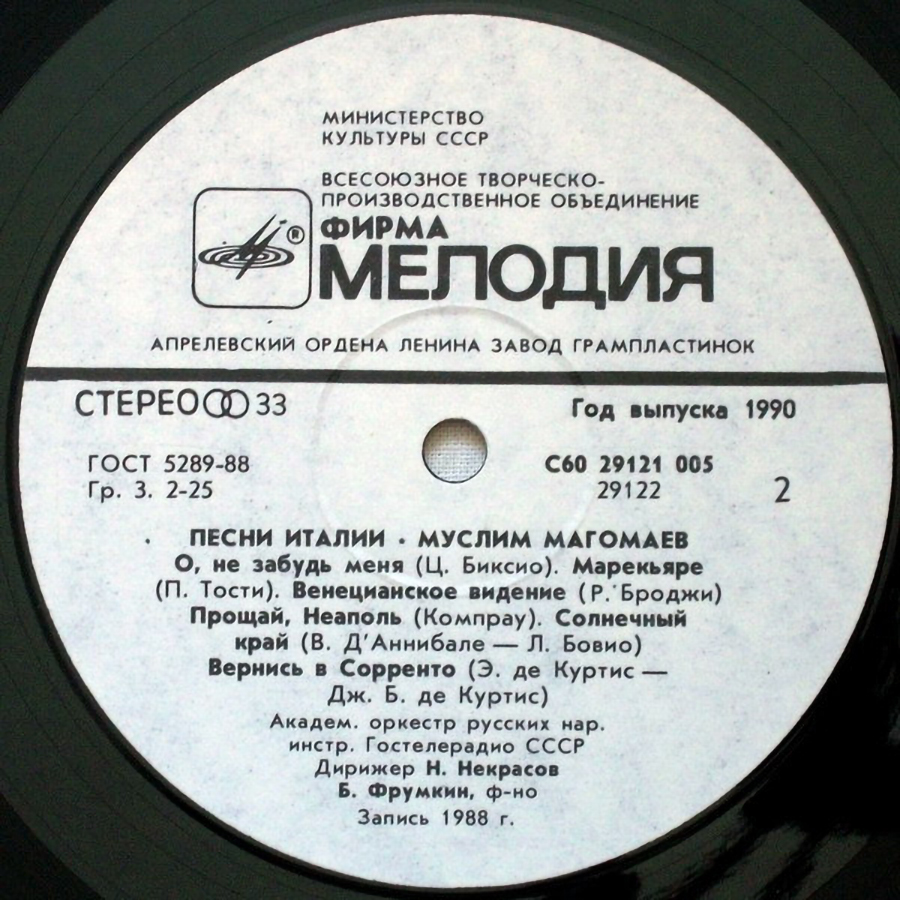 МИНИСТЕРСТВО
КУЛЬТУРЫ СССР
ВСЕСОЮЗНОЕ ТВОРЧЕСКО-
ПРОИЗВОДСТВЕННОЕ ОБЪЕДИНЕНИЕ
ФИРМА
®
МЕЛОДИЯ
АПРЕЛЕВСКИЙ ОРДЕНА ЛЕНИНА ЗАВОД ГРАМПЛАСТИНОК
СТЕРЕО 33
Год выпуска 1990
ГОСТ 5289-88
Гр. 3. 2-25
С60 29121 005
29122
2
ПЕСНИ ИТАЛИИ · МУСЛИМ МАГОМАЕВ
О, не забудь меня (Ц. Биксио). Марекьяре
(П. Тости). Венецианское видение (Р. Броджи)
Прощай, Неаполь (Компрау). Солнечный
край (В. Д'Аннибале — Л. Бовио)
Вернись в Сорренто (Э. де Куртис —
Дж. Б. де Куртис)
Академ. оркестр русских нар.
инстр. Гостелерадио СССР
Дирижер Н. Некрасов
Б. Фрумкин, ф-но
Запись 1988 г.